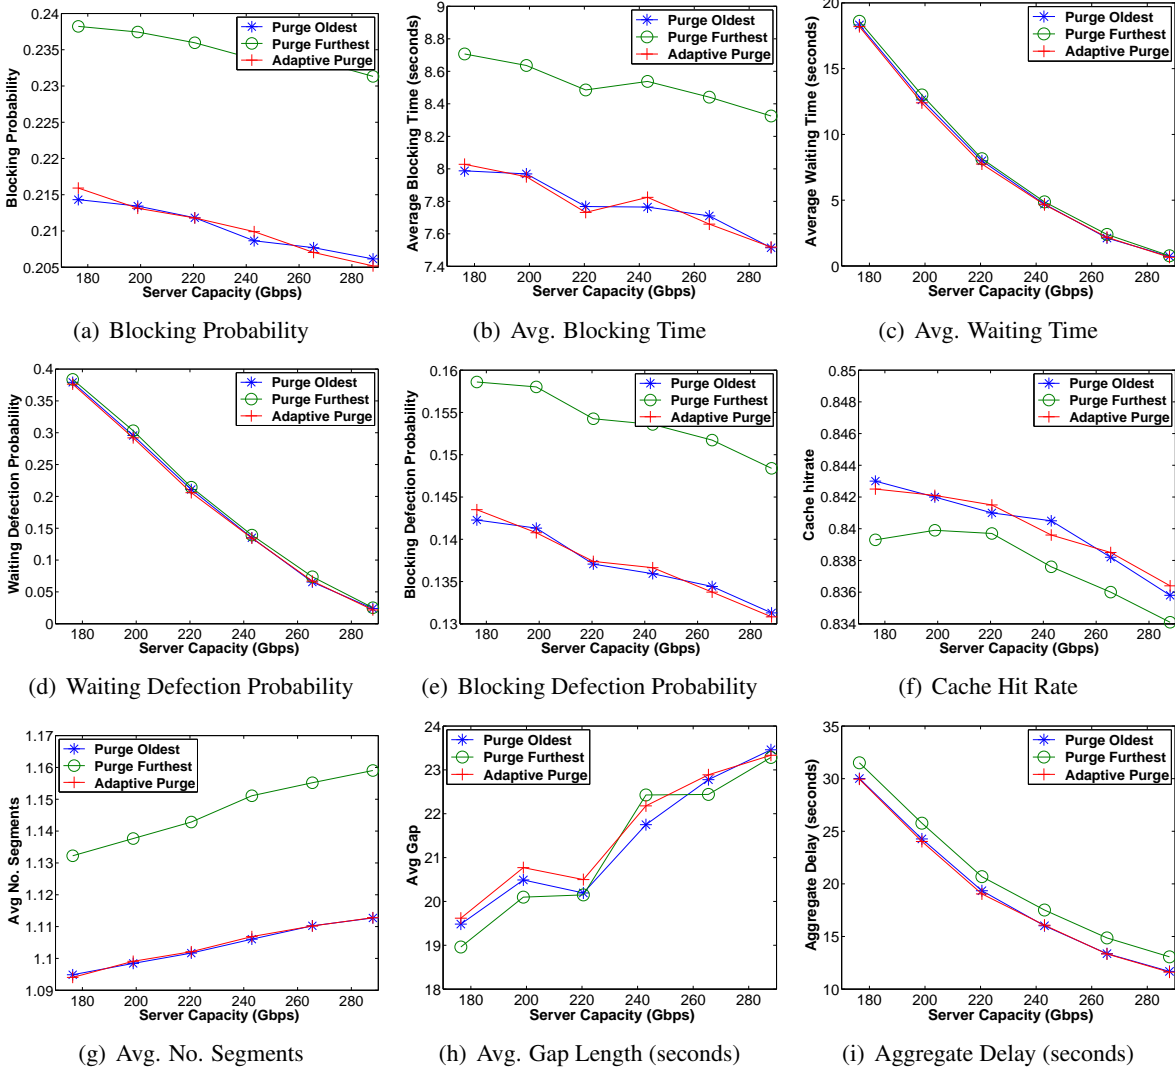 0.24
0.235
0.23
0.225
0.22
0.215
0.21
0.205
Blocking Probability
180 200 220 240 260 280
Server Capacity (Gbps)
Purge Oldest
Purge Furthest
Adaptive Purge
(a) Blocking Probability
9
8.8
8.6
8.4
8.2
8
7.8
7.6
7.4
Average Blocking Time (seconds)
180 200 220 240 260 280
Server Capacity (Gbps)
Purge Oldest
Purge Furthest
Adaptive Purge
(b) Avg. Blocking Time
20
15
10
5
0
Average Waiting Time (seconds)
180 200 220 240 260 280
Server Capacity (Gbps)
Purge Oldest
Purge Furthest
Adaptive Purge
(c) Avg. Waiting Time
0.4
0.35
0.3
0.25
0.2
0.15
0.1
0.05
0
Waiting Defection Probability
180 200 220 240 260 280
Server Capacity (Gbps)
Purge Oldest
Purge Furthest
Adaptive Purge
(d) Waiting Defection Probability
0.16
0.155
0.15
0.145
0.14
0.135
0.13
Blocking Defection Probability
180 200 220 240 260 280
Server Capacity (Gbps)
Purge Oldest
Purge Furthest
Adaptive Purge
(e) Blocking Defection Probability
0.85
0.848
0.846
0.844
0.842
0.84
0.838
0.836
0.834
Cache hitrate
180 200 220 240 260 280
Server Capacity (Gbps)
Purge Oldest
Purge Furthest
Adaptive Purge
(f) Cache Hit Rate
1.17
1.16
1.15
1.14
1.13
1.12
1.11
1.1
1.09
Avg No. Segments
180 200 220 240 260 280
Server Capacity (Gbps)
Purge Oldest
Purge Furthest
Adaptive Purge
(g) Avg. No. Segments
24
23
22
21
20
19
18
Avg Gap
180 200 220 240 260 280
Server Capacity (Gbps)
Purge Oldest
Purge Furthest
Adaptive Purge
(h) Avg. Gap Length (seconds)
35
30
25
20
15
10
Aggregate Delay (seconds)
180 200 220 240 260 280
Server Capacity (Gbps)
Purge Oldest
Purge Furthest
Adaptive Purge
(i) Aggregate Delay (seconds)